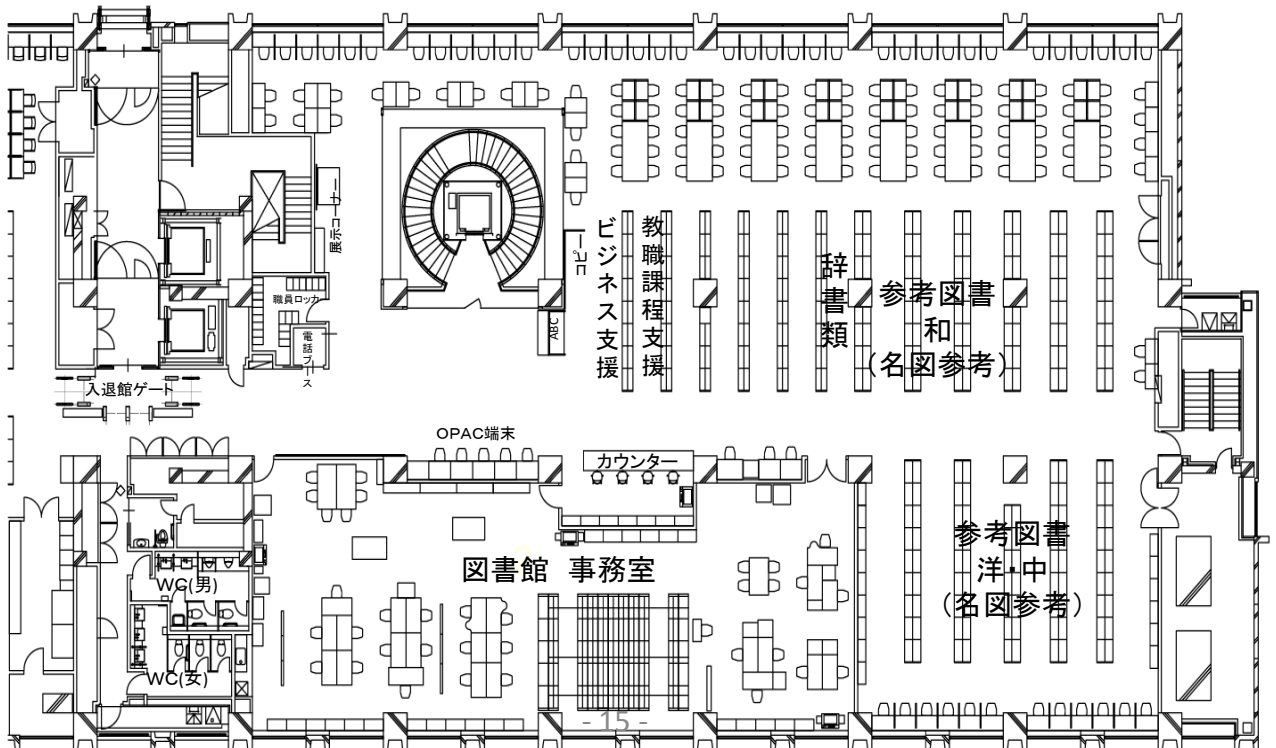 展示コーナー
コピー
ビジネス支援
教職課程支援
辞書類
参考図書
和
（名図参考）
職員ロッカ
電話ブース
ABC
入退館ゲート
OPAC端末
カウンター
図書館 事務室
参考図書
洋・中
（名図参考）
WC(男)
WC(女)
- 15 -